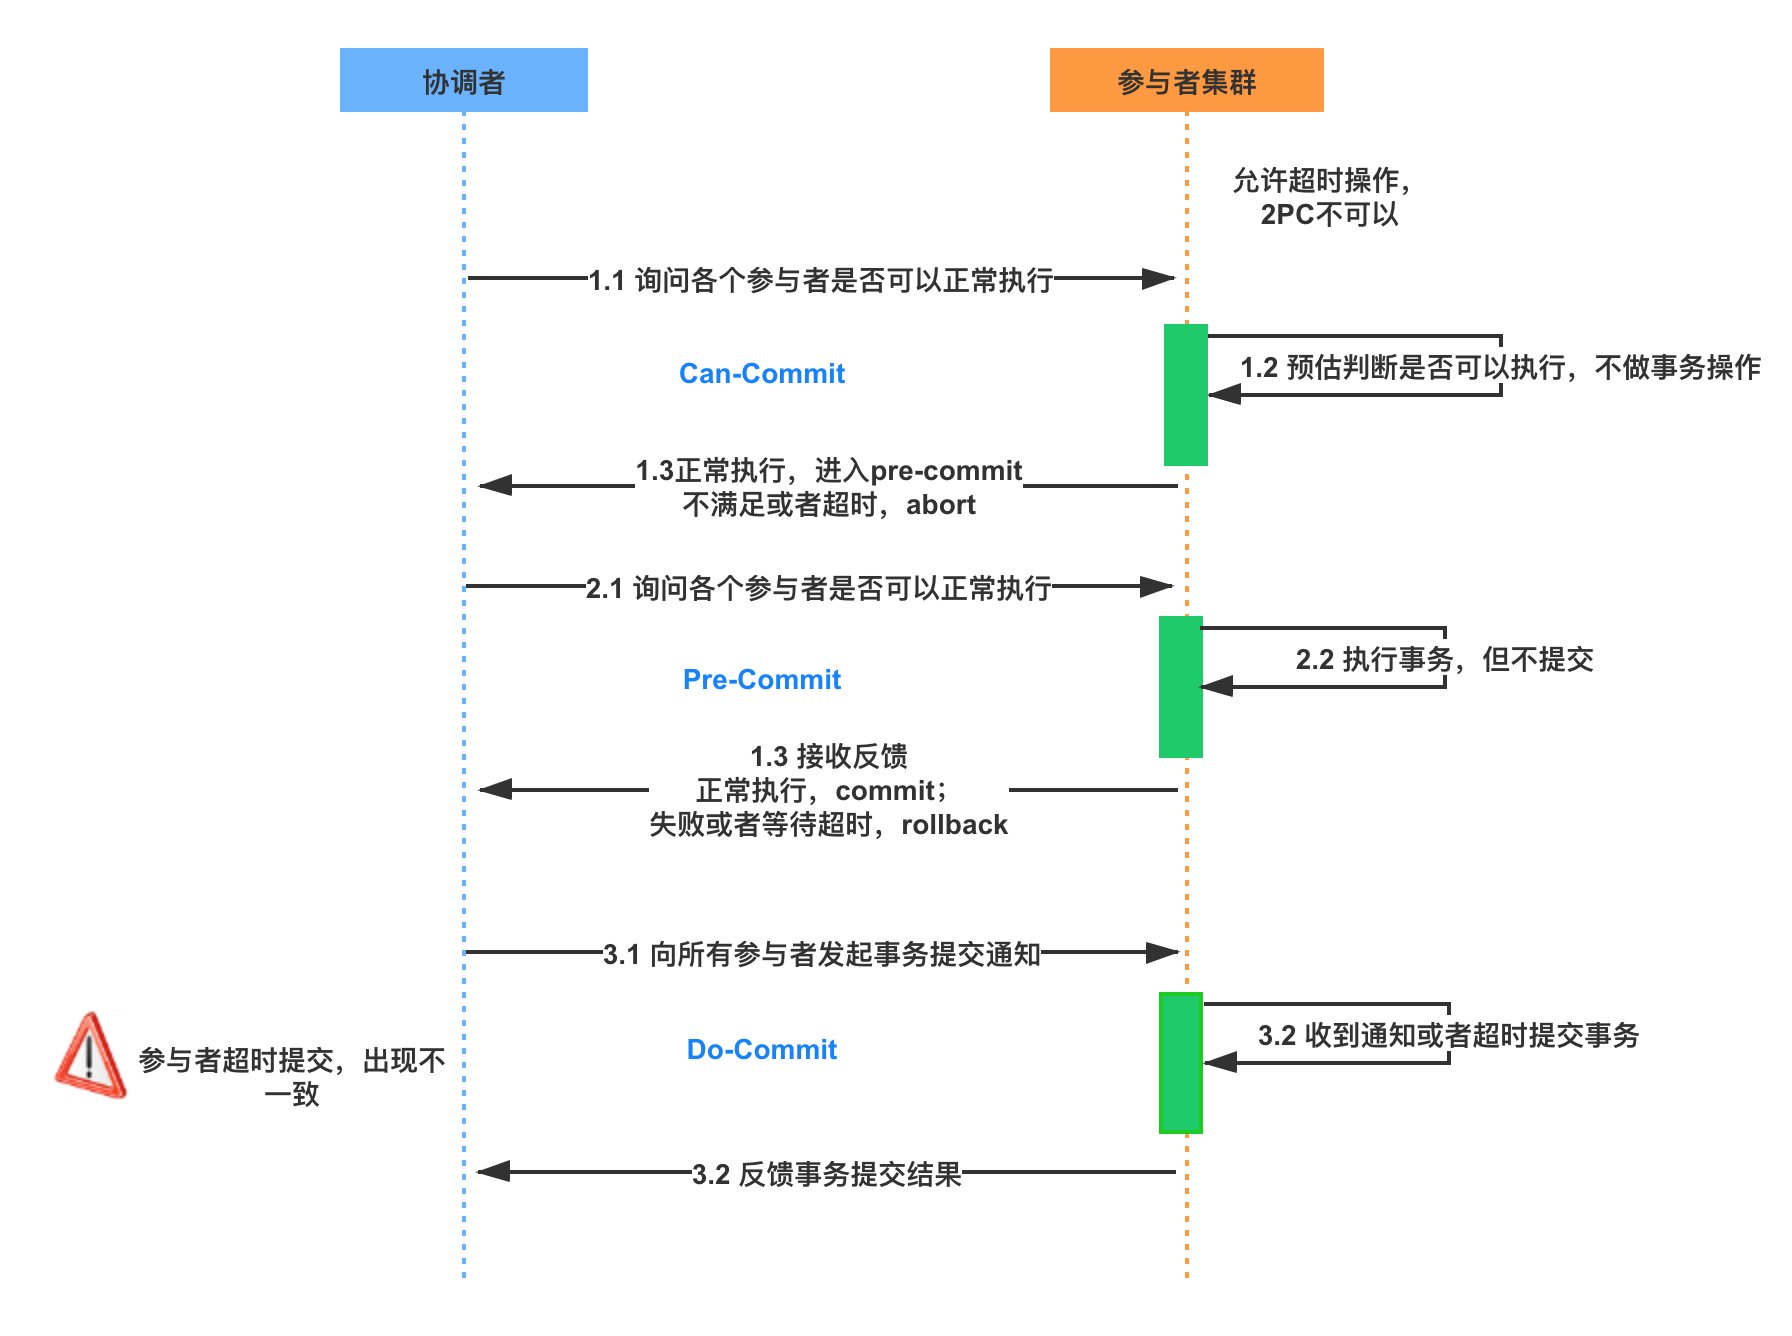 协调者
参与者集群
允许超时操作，
2PC不可以
1.1 询问各个参与者是否可以正常执行
Can-Commit
1.2 预估判断是否可以执行，不做事务操作
1.3正常执行，进入pre-commit
不满足或者超时，abort
2.1 询问各个参与者是否可以正常执行
Pre-Commit
2.2 执行事务，但不提交
1.3 接收反馈
正常执行，commit；
失败或者等待超时，rollback
3.1 向所有参与者发起事务提交通知
Do-Commit
3.2 收到通知或者超时提交事务
参与者超时提交，出现不
一致
3.2 反馈事务提交结果